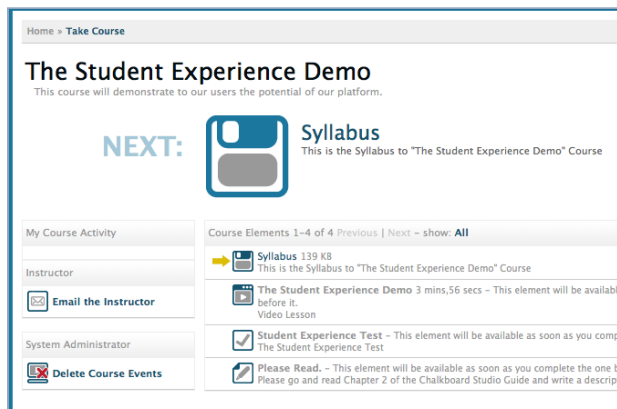 Home » Take Course
The Student Experience Demo
This course will demonstrate to our users the potential of our platform.
NEXT:
Syllabus
This is the Syllabus to "The Student Experience Demo" Course
My Course Activity
Instructor
Email the Instructor
System Administrator
Delete Course Events
Course Elements 1-4 of 4 Previous | Next - show: All
Syllabus 139 KB
This is the Syllabus to "The Student Experience Demo" Course
The Student Experience Demo 3 mins,56 secs - This element will be
before it.
Video Lesson
Student Experience Test - This element will be available as soon as you
The Student Experience Test
Please Read. - This element will be available as soon as you complete the one
Please go and read Chapter 2 of the Chalkboard Studio Guide and write a